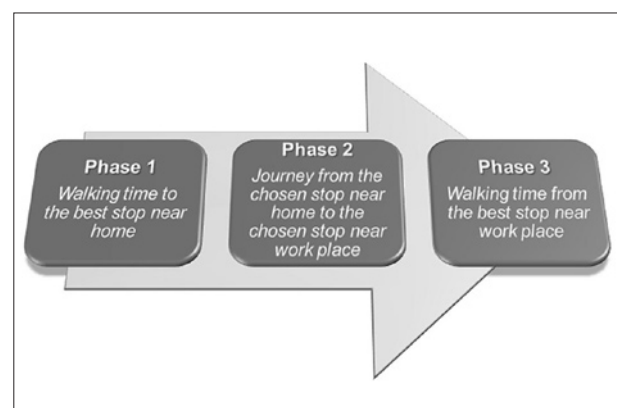 Phase 1
Walking time to
the best stop near
home
Phase 2
Journey from the
chosen stop near
home to the
chosen stop near
work place
Phase 3
Walking time from
the best stop near
work place